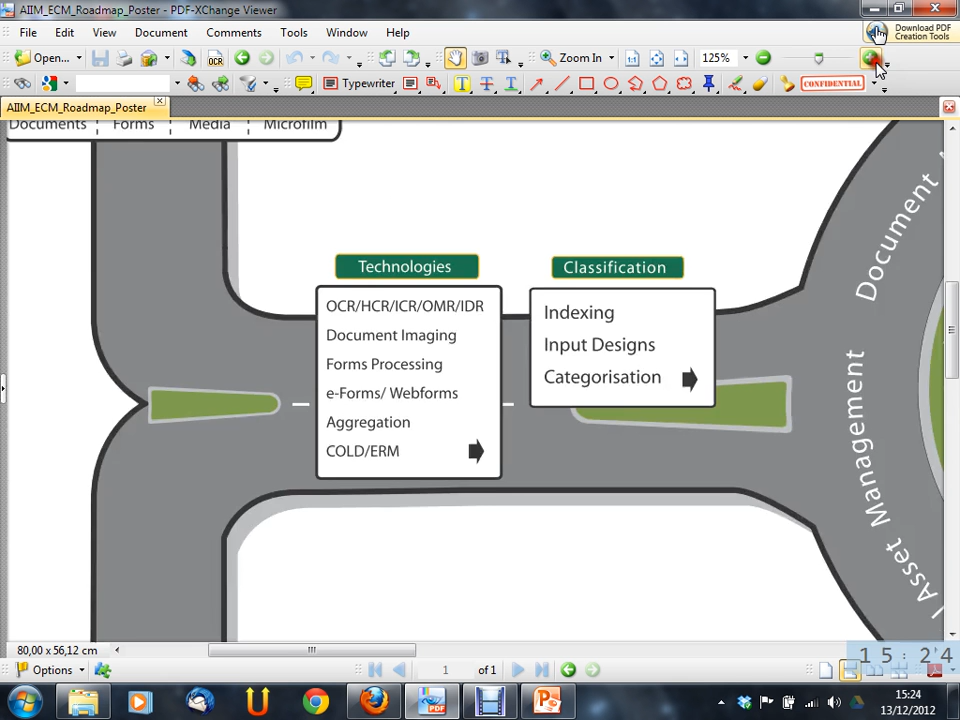 AIIM_ECM_Roadmap_Poster - PDF-XChange Viewer
File Edit View Document Comments Tools Window Help
Download PDF
Creation Tools
Open... OCR Zoom In 125%
Typewriter CONFIDENTIAL
AIIM_ECM_Roadmap_Poster
Documents Forms Media Microfilm
Technologies
OCR/HCR/ICR/OMR/IDR
Document Imaging
Forms Processing
e-Forms/ Webforms
Aggregation
COLD/ERM
Classification
Indexing
Input Designs
Categorisation
Document
Asset Management
80,00 x 56,12 cm
Options 1 of 1
15:24
15:24
13/12/2012